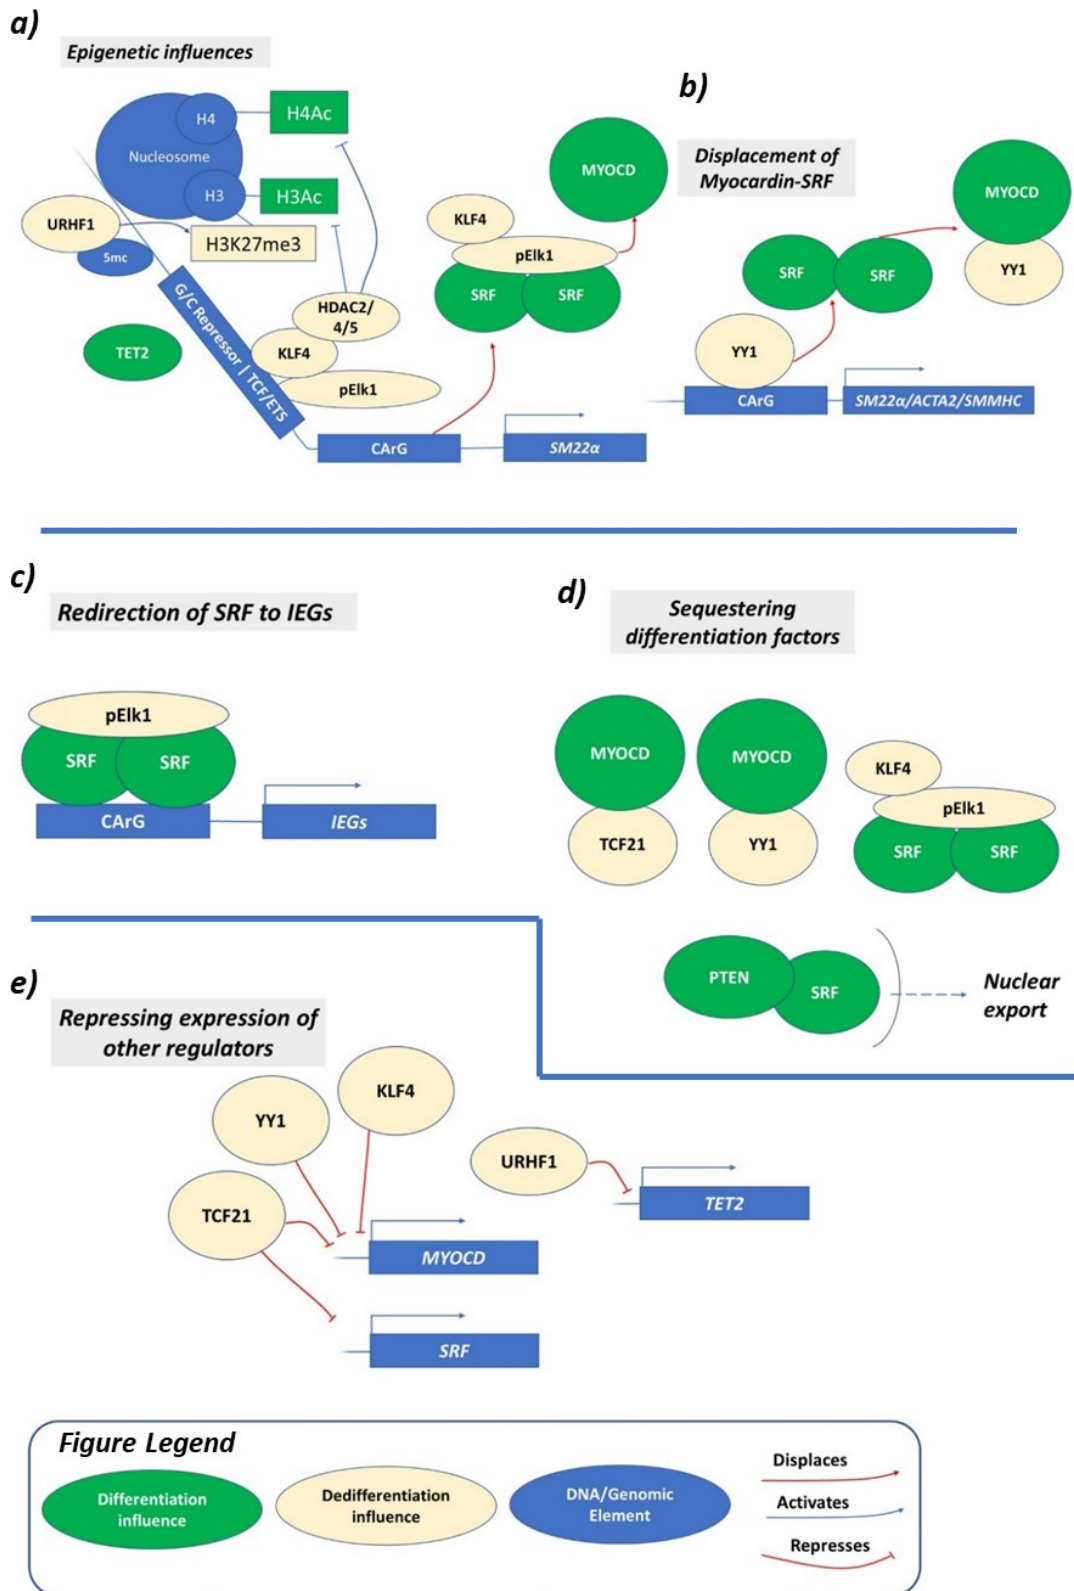 a)
Epigenetic influences
H4
H4Ac
Nucleosome
H3
H3Ac
URHF1
5mc
H3K27me3
G/C Repressor | TCF/ETS
TET2
HDAC2/
4/5
KLF4
pElk1
CArG
SM22α
KLF4
pElk1
SRF
SRF
MYOCD
b)
Displacement of
Myocardin-SRF
MYOCD
YY1
SRF
SRF
YY1
CArG
SM22α/ACTA2/SMMHC
c)
Redirection of SRF to IEGs
pElk1
SRF
SRF
CArG
IEGs
d)
Sequestering
differentiation factors
MYOCD
TCF21
MYOCD
YY1
KLF4
pElk1
SRF
SRF
PTEN
SRF
Nuclear
export
e)
Repressing expression of
other regulators
YY1
KLF4
TCF21
MYOCD
SRF
URHF1
TET2
Figure Legend
Differentiation
influence
Dedifferentiation
influence
DNA/Genomic
Element
Displaces
Activates
Represses